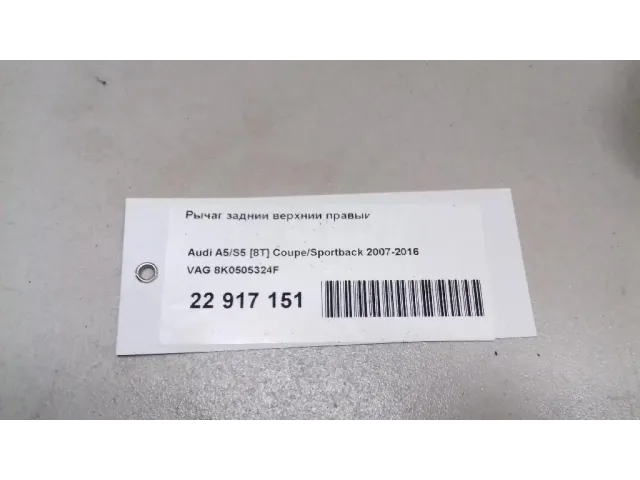 Рычаг задний верхний правый
Audi A5/S5 [8T] Coupe/Sportback 2007-2016
VAG 8K0505324F
22 917 151